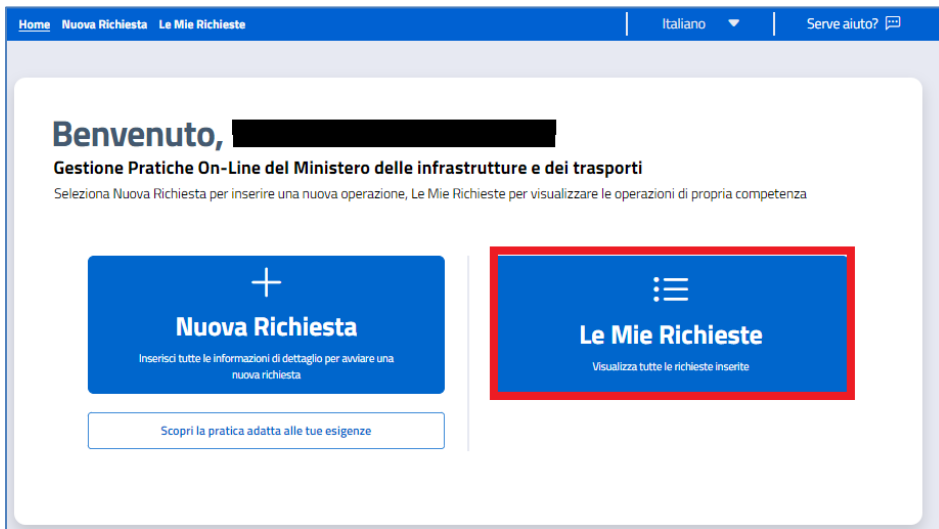 Home Nuova Richiesta Le Mie Richieste Italiano Serve aiuto?
Benvenuto,
Gestione Pratiche On-Line del Ministero delle infrastrutture e dei trasporti
Seleziona Nuova Richiesta per inserire una nuova operazione, Le Mie Richieste per visualizzare le operazioni di propria competenza
Nuova Richiesta
Inserisci tutte le informazioni di dettaglio per avviare una
nuova richiesta
Scopri la pratica adatta alle tue esigenze
Le Mie Richieste
Visualizza tutte le richieste inserite